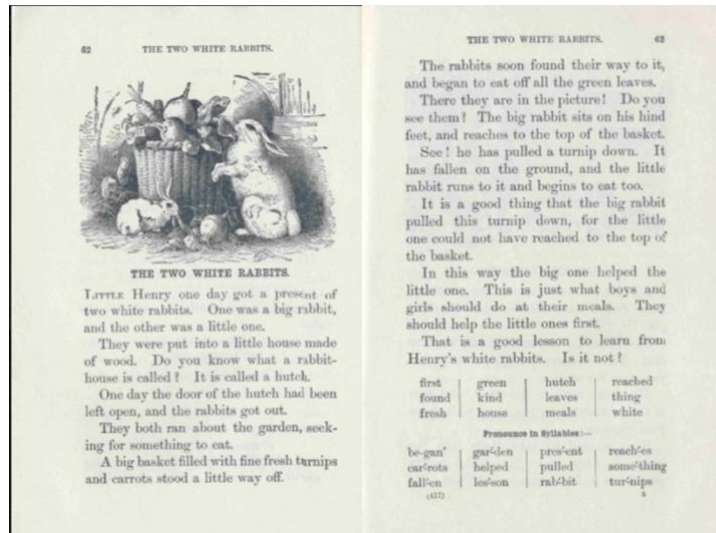 62 THE TWO WHITE RABBITS.
THE TWO WHITE RABBITS.
LITTLE Henry one day got a present of
two white rabbits. One was a big rabbit,
and the other was a little one.
They were put into a little house made
of wood. Do you know what a rabbit-
house is called? It is called a hutch.
One day the door of the hutch had been
left open, and the rabbits got out.
They both ran about the garden, seek-
ing for something to eat.
A big basket filled with fine fresh turnips
and carrots stood a little way off.
THE TWO WHITE RABBITS. 63
The rabbits soon found their way to it,
and began to eat off all the green leaves.
There they are in the picture! Do you
see them? The big rabbit sits on his hind
feet, and reaches to the top of the basket.
See! he has pulled a turnip down. It
has fallen on the ground, and the little
rabbit runs to it and begins to eat too.
It is a good thing that the big rabbit
pulled this turnip down, for the little
one could not have reached to the top of
the basket.
In this way the big one helped the
little one. This is just what boys and
girls should do at their meals. They
should help the little ones first.
That is a good lesson to learn from
Henry's white rabbits. Is it not?
first green hutch reached
found kind leaves thing
fresh house meals white
Pronounce in Syllables:—
be-gan' gar'-den pres'-ent reach'-es
car'-rots helped pulled some'-thing
fall'-en les'-son rab'-bit tur'-nips
(417) 5